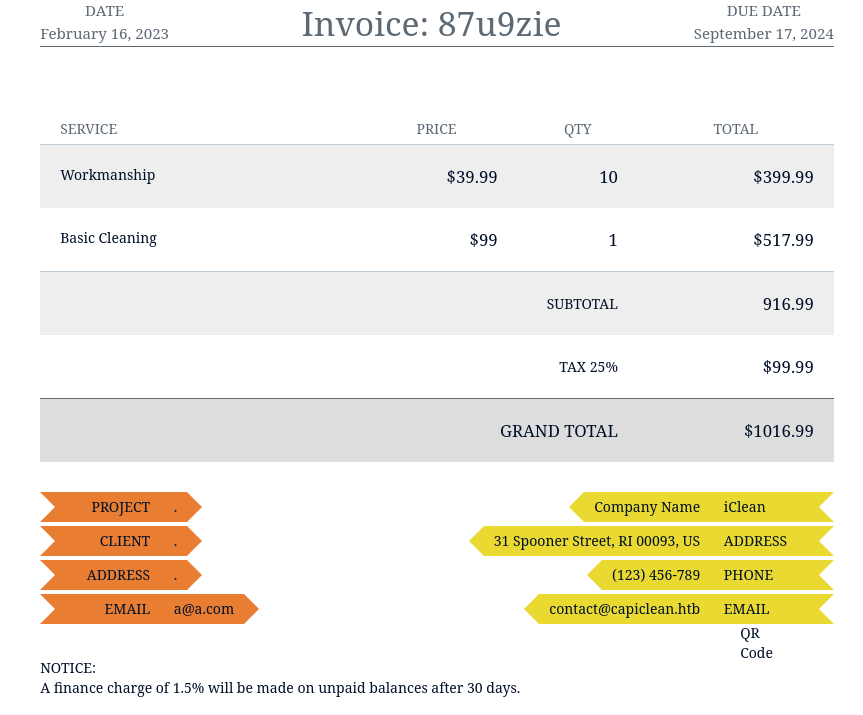 DATE
February 16, 2023
Invoice: 87u9zie
DUE DATE
September 17, 2024
SERVICE PRICE QTY TOTAL
Workmanship $39.99 10 $399.99
Basic Cleaning $99 1 $517.99
SUBTOTAL 916.99
TAX 25% $99.99
GRAND TOTAL $1016.99
PROJECT .
CLIENT .
ADDRESS .
EMAIL a@a.com
Company Name iClean
31 Spooner Street, RI 00093, US ADDRESS
(123) 456-789 PHONE
contact@capiclean.htb EMAIL
QR
Code
NOTICE:
A finance charge of 1.5% will be made on unpaid balances after 30 days.